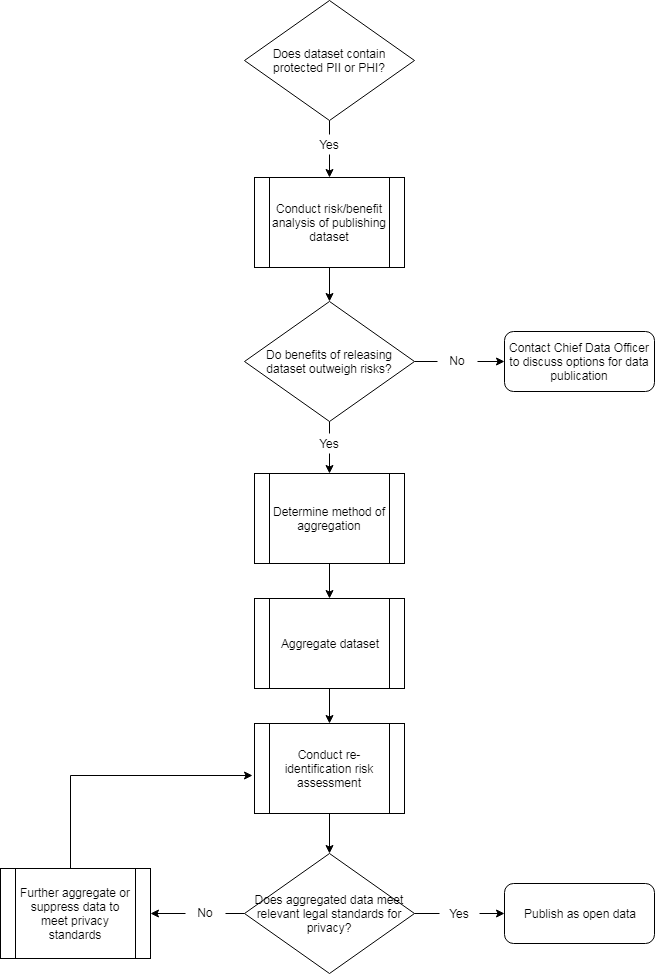 Does dataset contain
protected PII or PHI?
Yes
Conduct risk/benefit
analysis of publishing
dataset
Do benefits of releasing
dataset outweigh risks?
No
Contact Chief Data Officer
to discuss options for data
publication
Yes
Determine method of
aggregation
Aggregate dataset
Conduct re-
identification risk
assessment
Does aggregated data meet
relevant legal standards for
privacy?
No
Further aggregate or
suppress data to
meet privacy
standards
Yes
Publish as open data